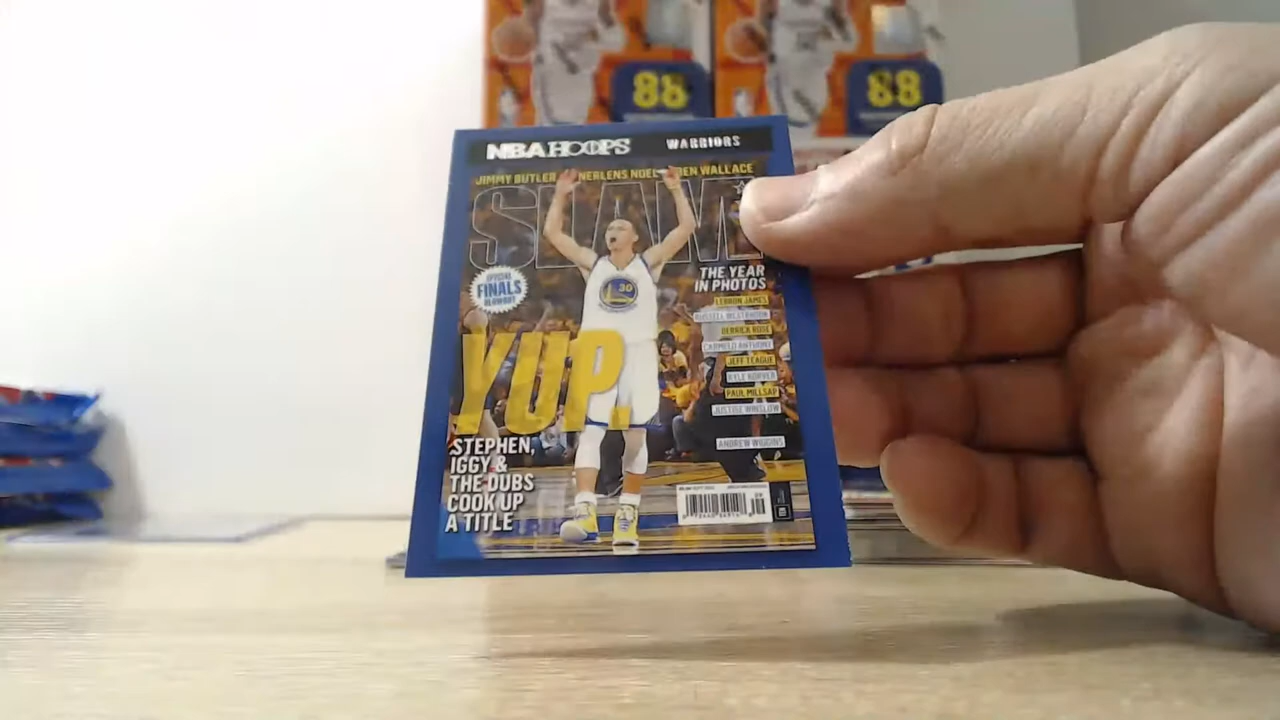 88
88
NBA HOOPS
WARRIORS
JIMMY BUTLER NERLENS NOEL BEN WALLACE
SLAM
SPECIAL
FINALS
BLOWOUT
THE YEAR
IN PHOTOS
LEBRON JAMES
RUSSELL WESTBROOK
DERRICK ROSE
CARMELO ANTHONY
JEFF TEAGUE
KYLE KORVER
PAUL MILLSAP
JUSTISE WINSLOW
ANDREW WIGGINS
30
YUP.
STEPHEN,
IGGY &
THE DUBS
COOK UP
A TITLE